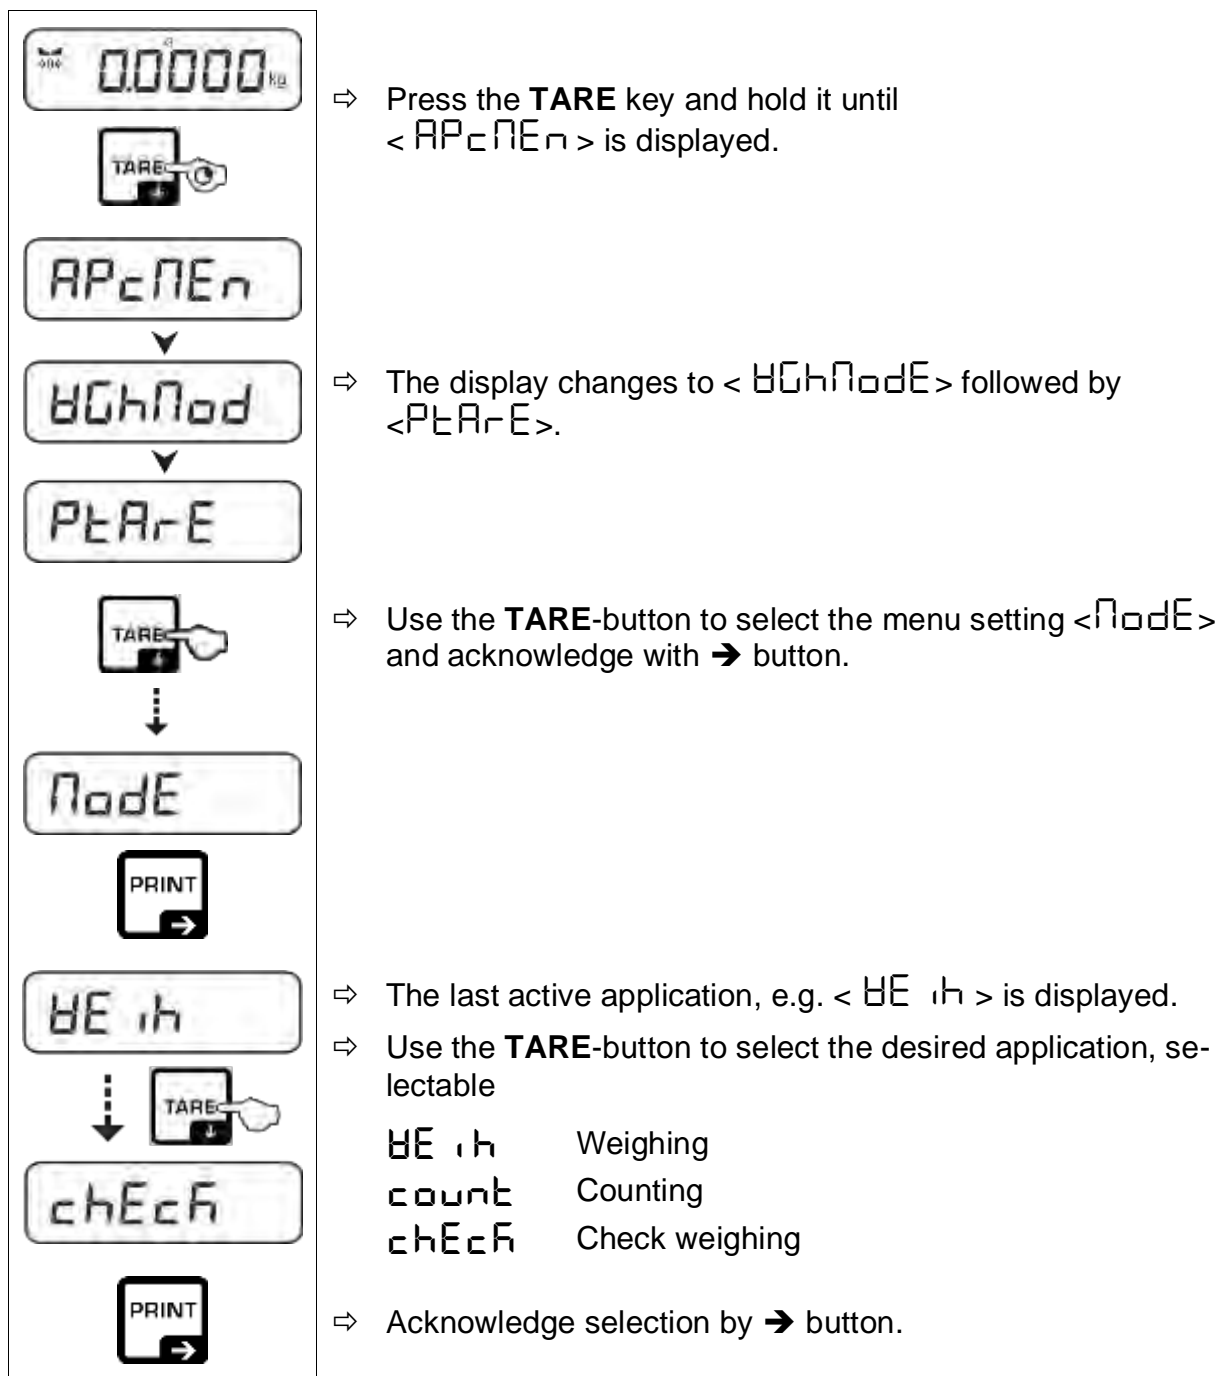 0.0000 kg
⇨ Press the TARE key and hold it until
< APcMEn > is displayed.
TARE
APcMEn
WGhMod
⇨ The display changes to < WGhModE> followed by
<PtArE>.
PtArE
⇨ Use the TARE-button to select the menu setting <ModE>
and acknowledge with ➔ button.
TARE
ModE
PRINT
WEih
⇨ The last active application, e.g. < WEih > is displayed.
⇨ Use the TARE-button to select the desired application, se-
lectable
TARE
WEih Weighing
count Counting
chEcK Check weighing
chEcK
PRINT
⇨ Acknowledge selection by ➔ button.